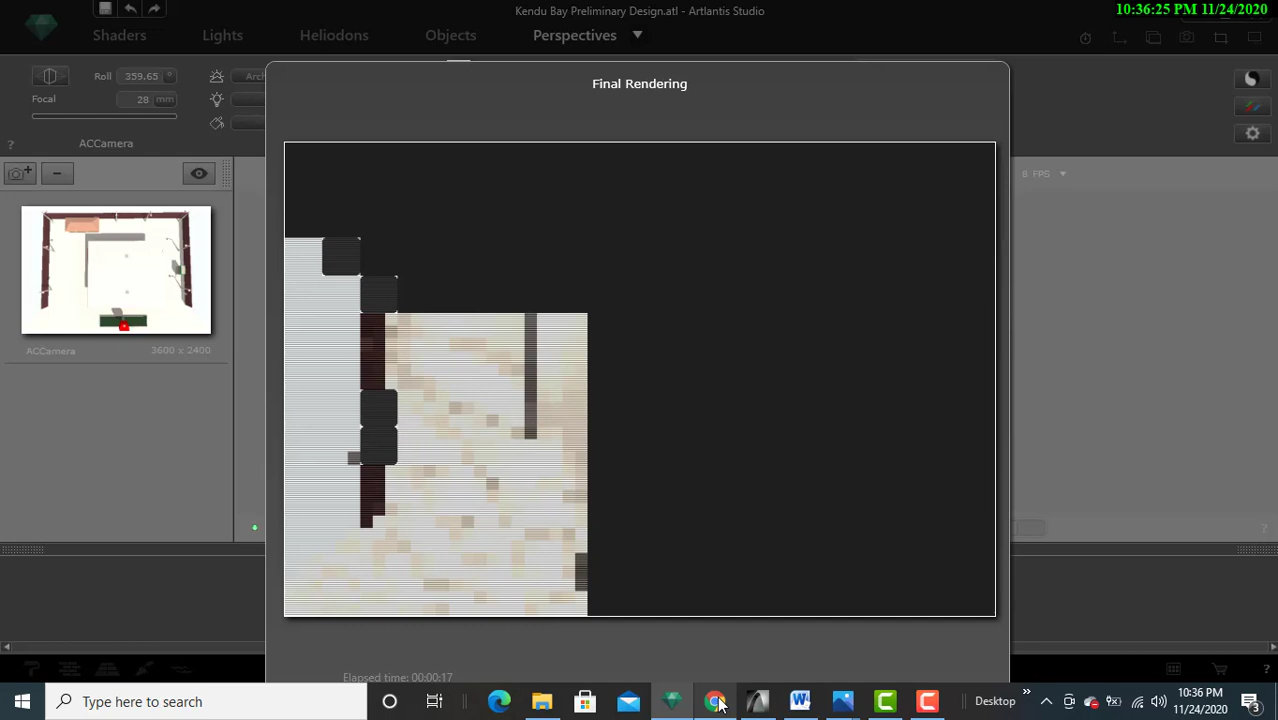 10:36:25 PM 11/24/2020
Kendu Bay Preliminary Design.atl - Artlantis Studio
Shaders Lights Heliodons Objects Perspectives
Roll 359.65 ° Arch
Focal 28 mm
? ACCamera
Final Rendering
8 FPS
ACCamera 3600 x 2400
Elapsed time: 00:00:17
?
Type here to search
Desktop
10:36 PM
11/24/2020
3